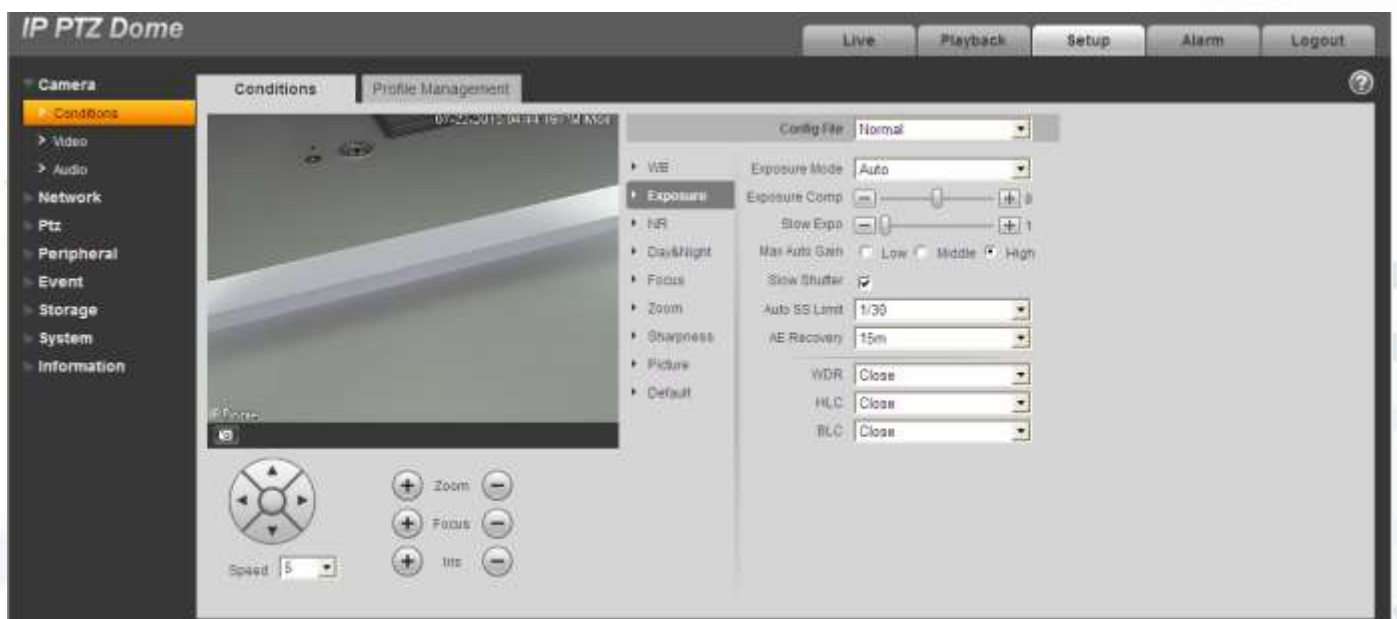 IP PTZ Dome
Live
Playback
Setup
Alarm
Logout
Camera
Conditions
Video
Audio
Network
Ptz
Peripheral
Event
Storage
System
Information
Conditions
Profile Management
IP Dome
Speed 5
Zoom
Focus
Iris
WB
Exposure
NR
Day&Night
Focus
Zoom
Sharpness
Picture
Default
Config File Normal
Exposure Mode Auto
Exposure Comp
Slow Expo 1
Max Auto Gain Low Middle High
Slow Shutter
Auto SS Limit 1/30
AE Recovery 15m
WDR Close
HLC Close
BLC Close
?